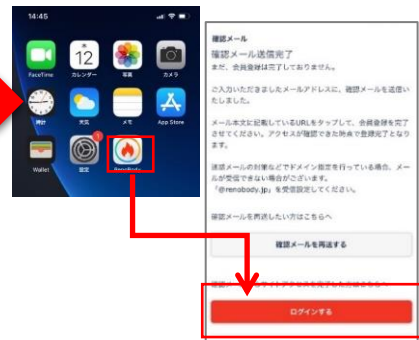 14:45
12
FaceTime
カレンダー
写真
カメラ
時計
天気
メモ
App Store
1
Wallet
設定
RenoBody
確認メール
確認メール送信完了
まだ、会員登録は完了しておりません。
ご入力いただきましたメールアドレスに、確認メールを送信い
たしました。
メール本文に記載しているURLをタップして、会員登録を完了
させてください。アクセスが確認できた時点で登録完了となり
ます。
迷惑メールの対策などでドメイン指定を行っている場合、メー
ルが受信できない場合がございます。
「@renobody.jp」を受信設定してください。
確認メールを再送したい方はこちらへ
確認メールを再送する
ログインする